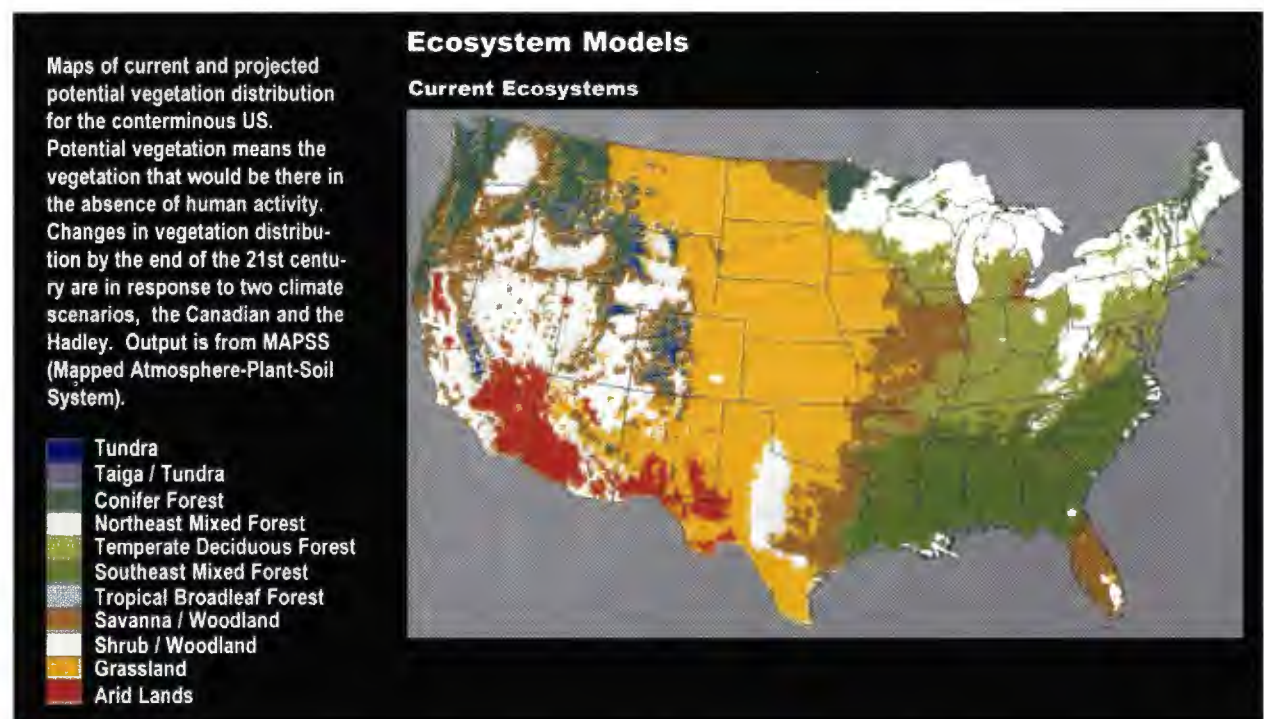 Maps of current and projected
potential vegetation distribution
for the conterminous US.
Potential vegetation means the
vegetation that would be there in
the absence of human activity.
Changes in vegetation distribu-
tion by the end of the 21st centu-
ry are in response to two climate
scenarios, the Canadian and the
Hadley. Output is from MAPSS
(Mapped Atmosphere-Plant-Soil
System).
Tundra
Taiga / Tundra
Conifer Forest
Northeast Mixed Forest
Temperate Deciduous Forest
Southeast Mixed Forest
Tropical Broadleaf Forest
Savanna / Woodland
Shrub / Woodland
Grassland
Arid Lands
Ecosystem Models
Current Ecosystems